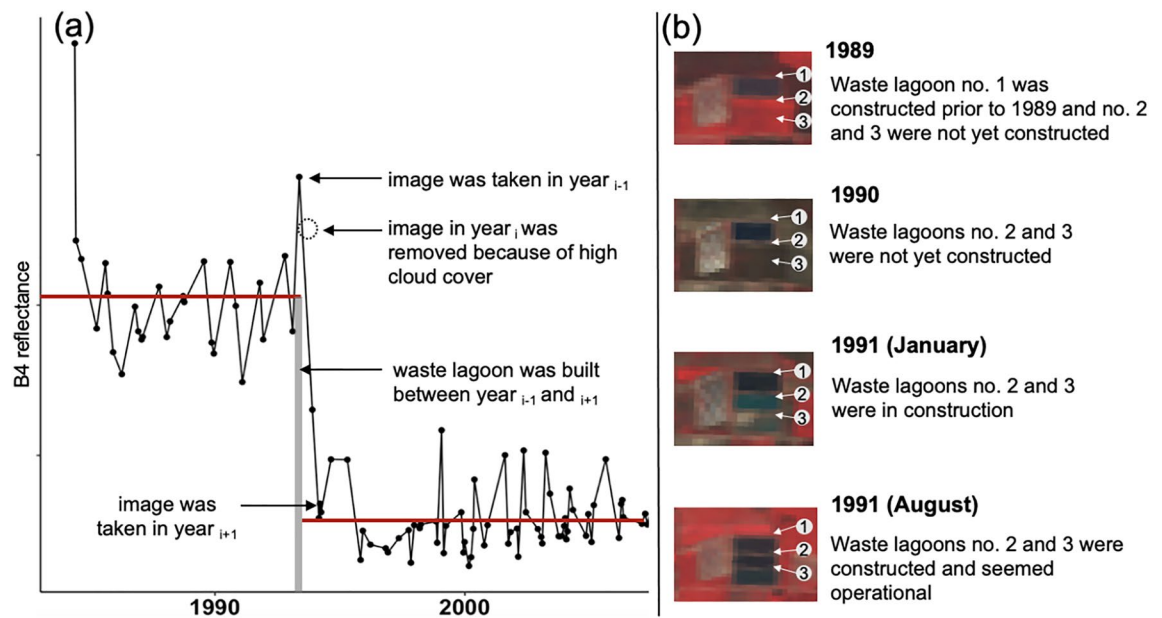 (a)
image was taken in year i-1
image in year i was
removed because of high
cloud cover
B4 reflectance
waste lagoon was built
between year i-1 and i+1
image was
taken in year i+1
1990
2000
(b)
1
2
3
1989
Waste lagoon no. 1 was
constructed prior to 1989 and no. 2
and 3 were not yet constructed
1
2
3
1990
Waste lagoons no. 2 and 3
were not yet constructed
1
2
3
1991 (January)
Waste lagoons no. 2 and 3
were in construction
1
2
3
1991 (August)
Waste lagoons no. 2 and 3 were
constructed and seemed
operational